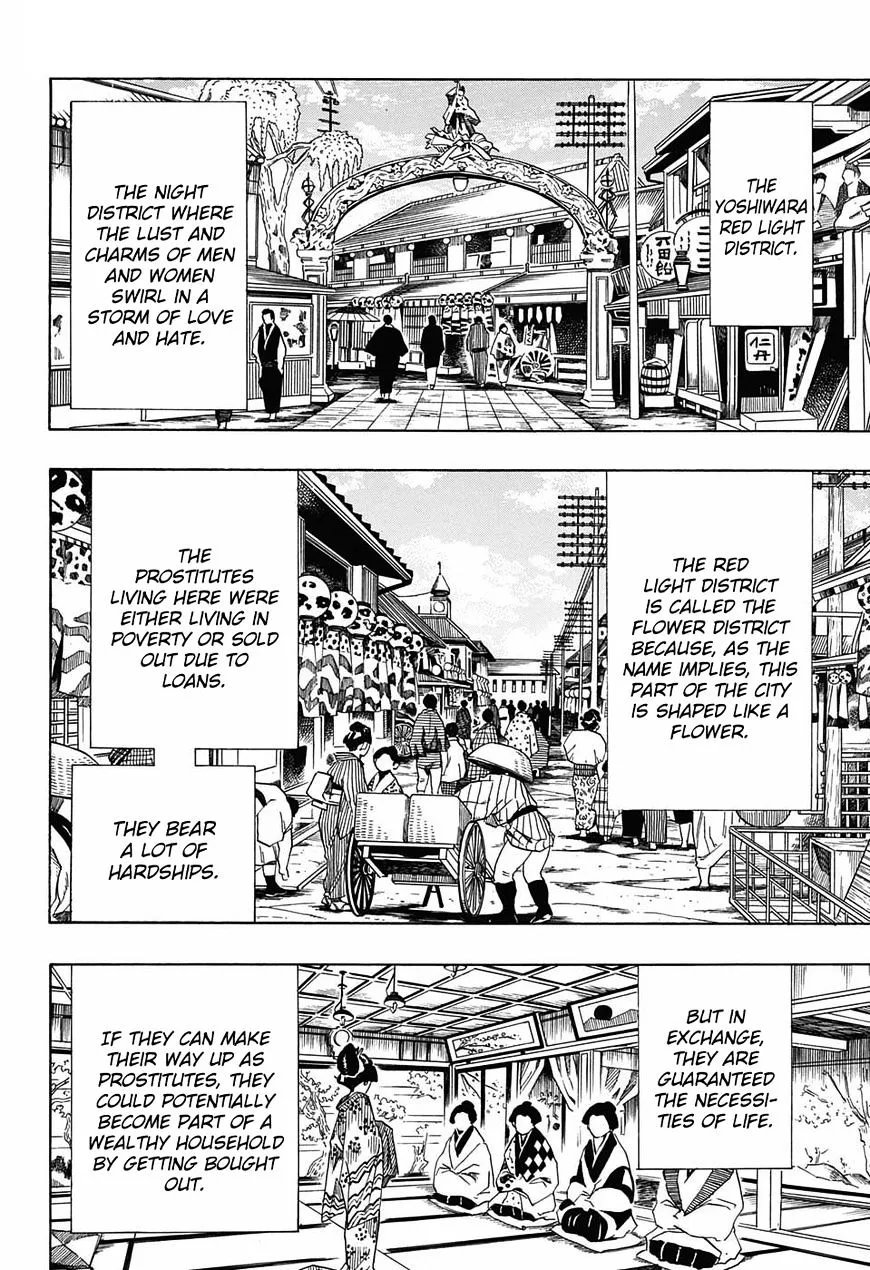 THE
YOSHIWARA
RED LIGHT
DISTRICT.
THE NIGHT
DISTRICT WHERE
THE LUST AND
CHARMS OF MEN
AND WOMEN
SWIRL IN A
STORM OF LOVE
AND HATE.
六田飴
仁丹
THE RED
LIGHT DISTRICT
IS CALLED THE
FLOWER DISTRICT
BECAUSE, AS THE
NAME IMPLIES, THIS
PART OF THE CITY
IS SHAPED LIKE A
FLOWER.
THE
PROSTITUTES
LIVING HERE WERE
EITHER LIVING IN
POVERTY OR SOLD
OUT DUE TO
LOANS.
THEY BEAR
A LOT OF
HARDSHIPS.
BUT IN
EXCHANGE,
THEY ARE
GUARANTEED
THE NECESSI-
TIES OF LIFE.
IF THEY CAN MAKE
THEIR WAY UP AS
PROSTITUTES, THEY
COULD POTENTIALLY
BECOME PART OF A
WEALTHY HOUSEHOLD
BY GETTING BOUGHT
OUT.